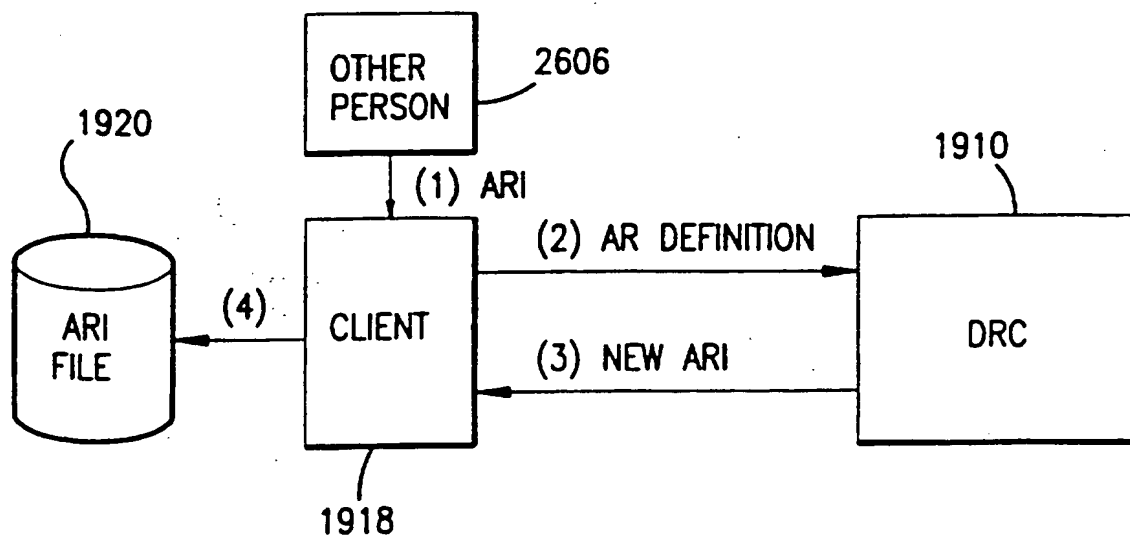 OTHER
PERSON
2606
1920
1910
(1) ARI
(2) AR DEFINITION
ARI
FILE
(4)
CLIENT
DRC
(3) NEW ARI
1918